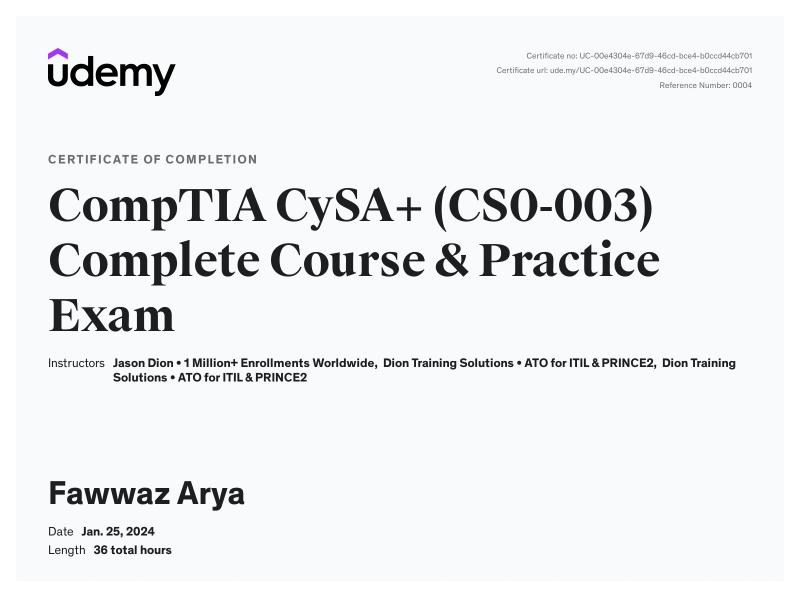 udemy
Certificate no: UC-00e4304e-67d9-46cd-bce4-b0ccd44cb701
Certificate url: ude.my/UC-00e4304e-67d9-46cd-bce4-b0ccd44cb701
Reference Number: 0004
CERTIFICATE OF COMPLETION
CompTIA CySA+ (CS0-003)
Complete Course & Practice
Exam
Instructors Jason Dion • 1 Million+ Enrollments Worldwide, Dion Training Solutions • ATO for ITIL & PRINCE2, Dion Training
Solutions • ATO for ITIL & PRINCE2
Fawwaz Arya
Date Jan. 25, 2024
Length 36 total hours